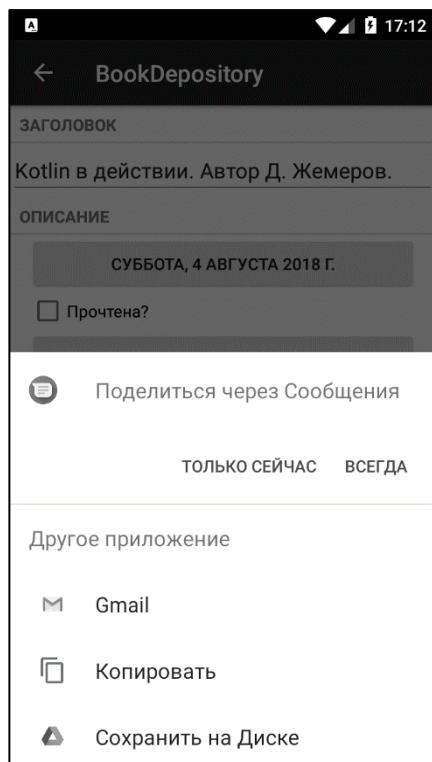 17:12
BookDepository
ЗАГОЛОВОК
Kotlin в действии. Автор Д. Жемеров.
ОПИСАНИЕ
СУББОТА, 4 АВГУСТА 2018 Г.
Прочтена?
Поделиться через Сообщения
ТОЛЬКО СЕЙЧАС ВСЕГДА
Другое приложение
Gmail
Копировать
Сохранить на Диске